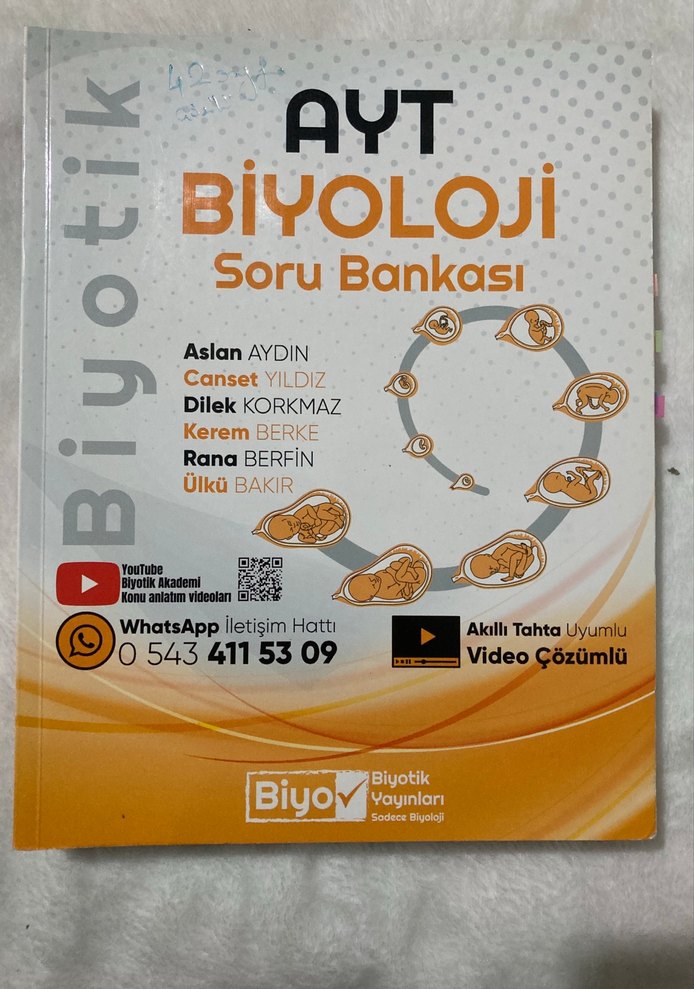 Biyotik
42 sayfa
AYT
BİYOLOJİ
Soru Bankası
Aslan AYDIN
Canset YILDIZ
Dilek KORKMAZ
Kerem BERKE
Rana BERFİN
Ülkü BAKIR
YouTube
Biyotik Akademi
Konu anlatım videoları
WhatsApp İletişim Hattı
0 543 411 53 09
Akıllı Tahta Uyumlu
Video Çözümlü
Biyo
Biyotik
Yayınları
Sadece Biyoloji